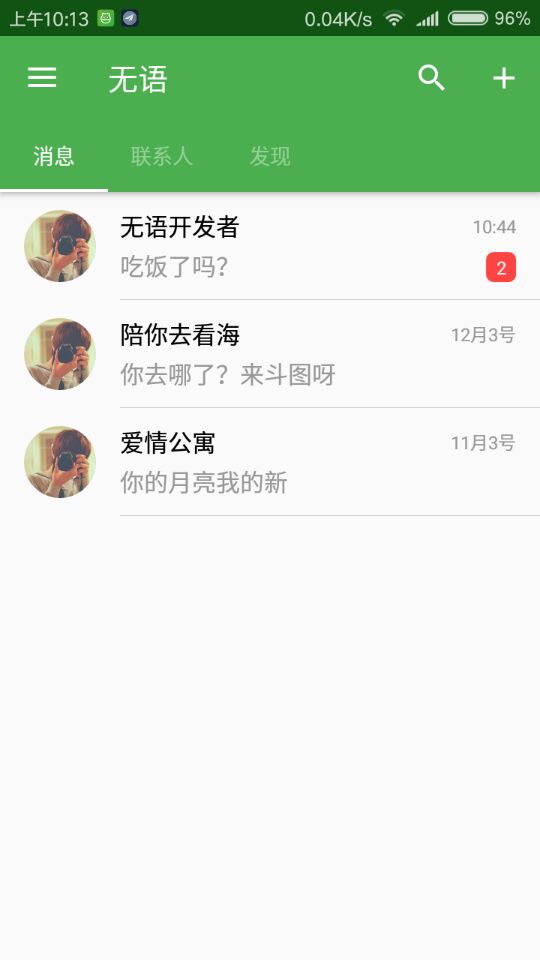 上午10:13 0.04K/s 96%
无语
消息 联系人 发现
无语开发者 10:44
吃饭了吗? 2
陪你去看海 12月3号
你去哪了？来斗图呀
爱情公寓 11月3号
你的月亮我的新